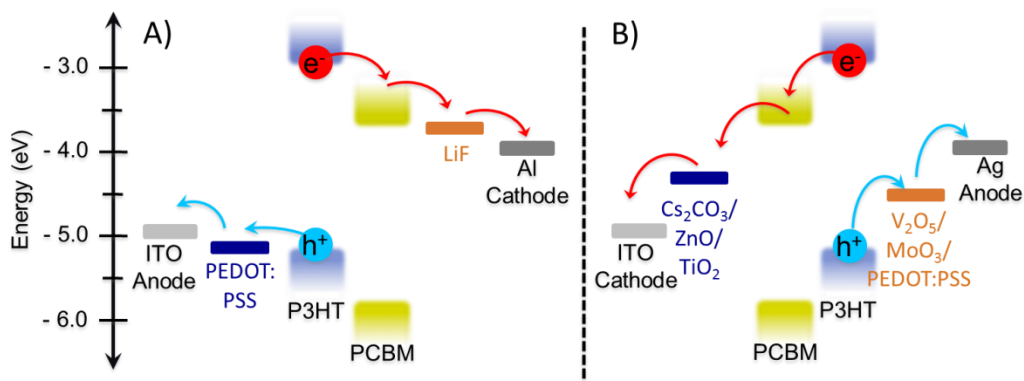 A)
B)
Energy (eV)
- 3.0
- 4.0
- 5.0
- 6.0
e-
LiF
Al
Cathode
ITO
Anode
PEDOT:
PSS
h+
P3HT
PCBM
e-
Ag
Anode
Cs₂CO₃/
ZnO/
TiO₂
ITO
Cathode
h+
V₂O₅/
MoO₃/
PEDOT:PSS
P3HT
PCBM